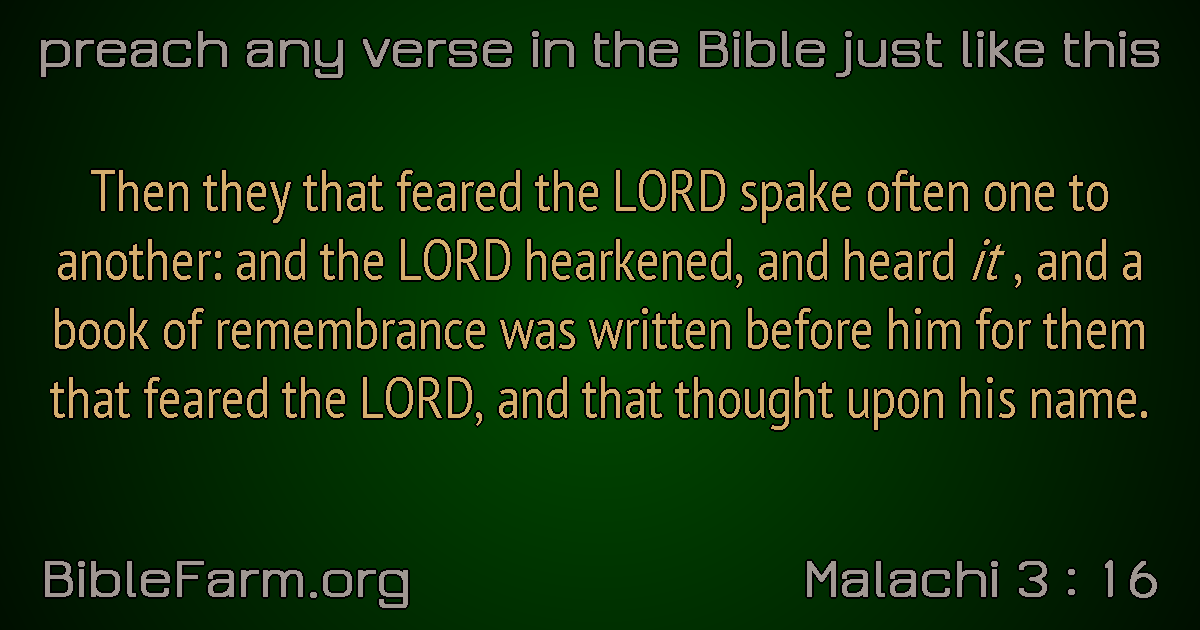 preach any verse in the Bible just like this
Then they that feared the LORD spake often one to
another: and the LORD hearkened, and heard it , and a
book of remembrance was written before him for them
that feared the LORD, and that thought upon his name.
BibleFarm.org
Malachi 3 : 16